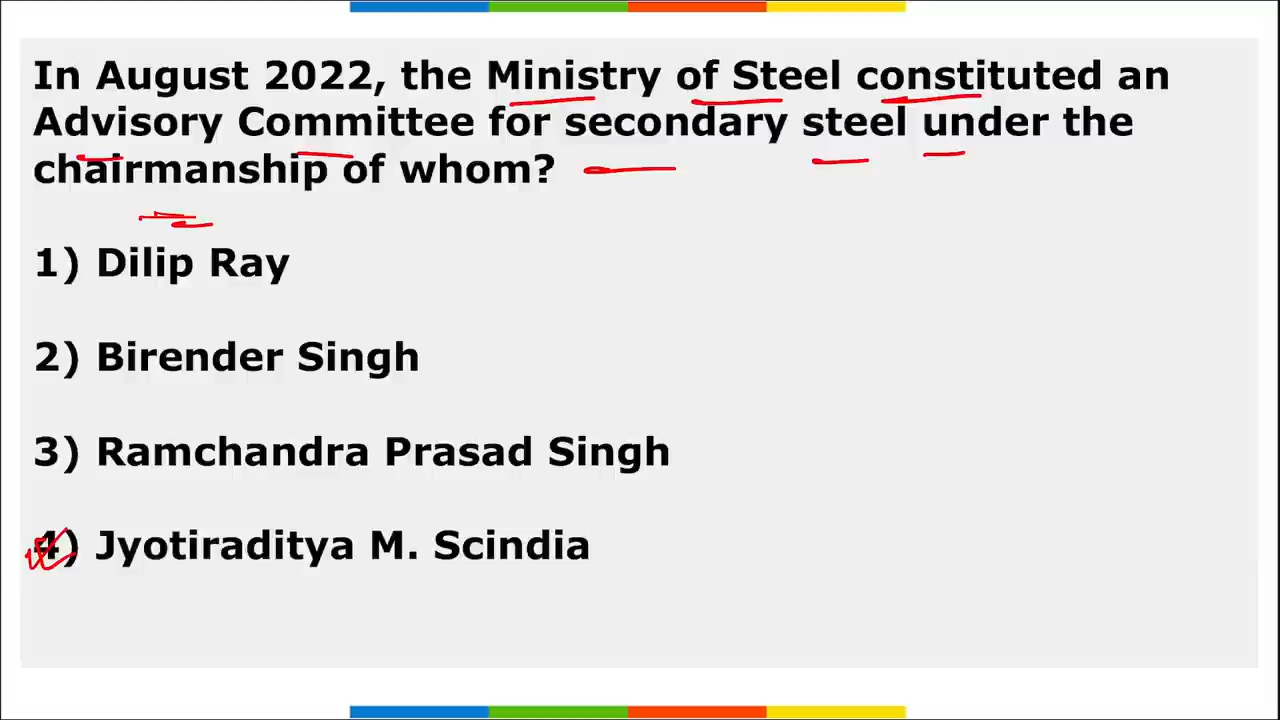 In August 2022, the Ministry of Steel constituted an
Advisory Committee for secondary steel under the
chairmanship of whom?
1) Dilip Ray
2) Birender Singh
3) Ramchandra Prasad Singh
4) Jyotiraditya M. Scindia